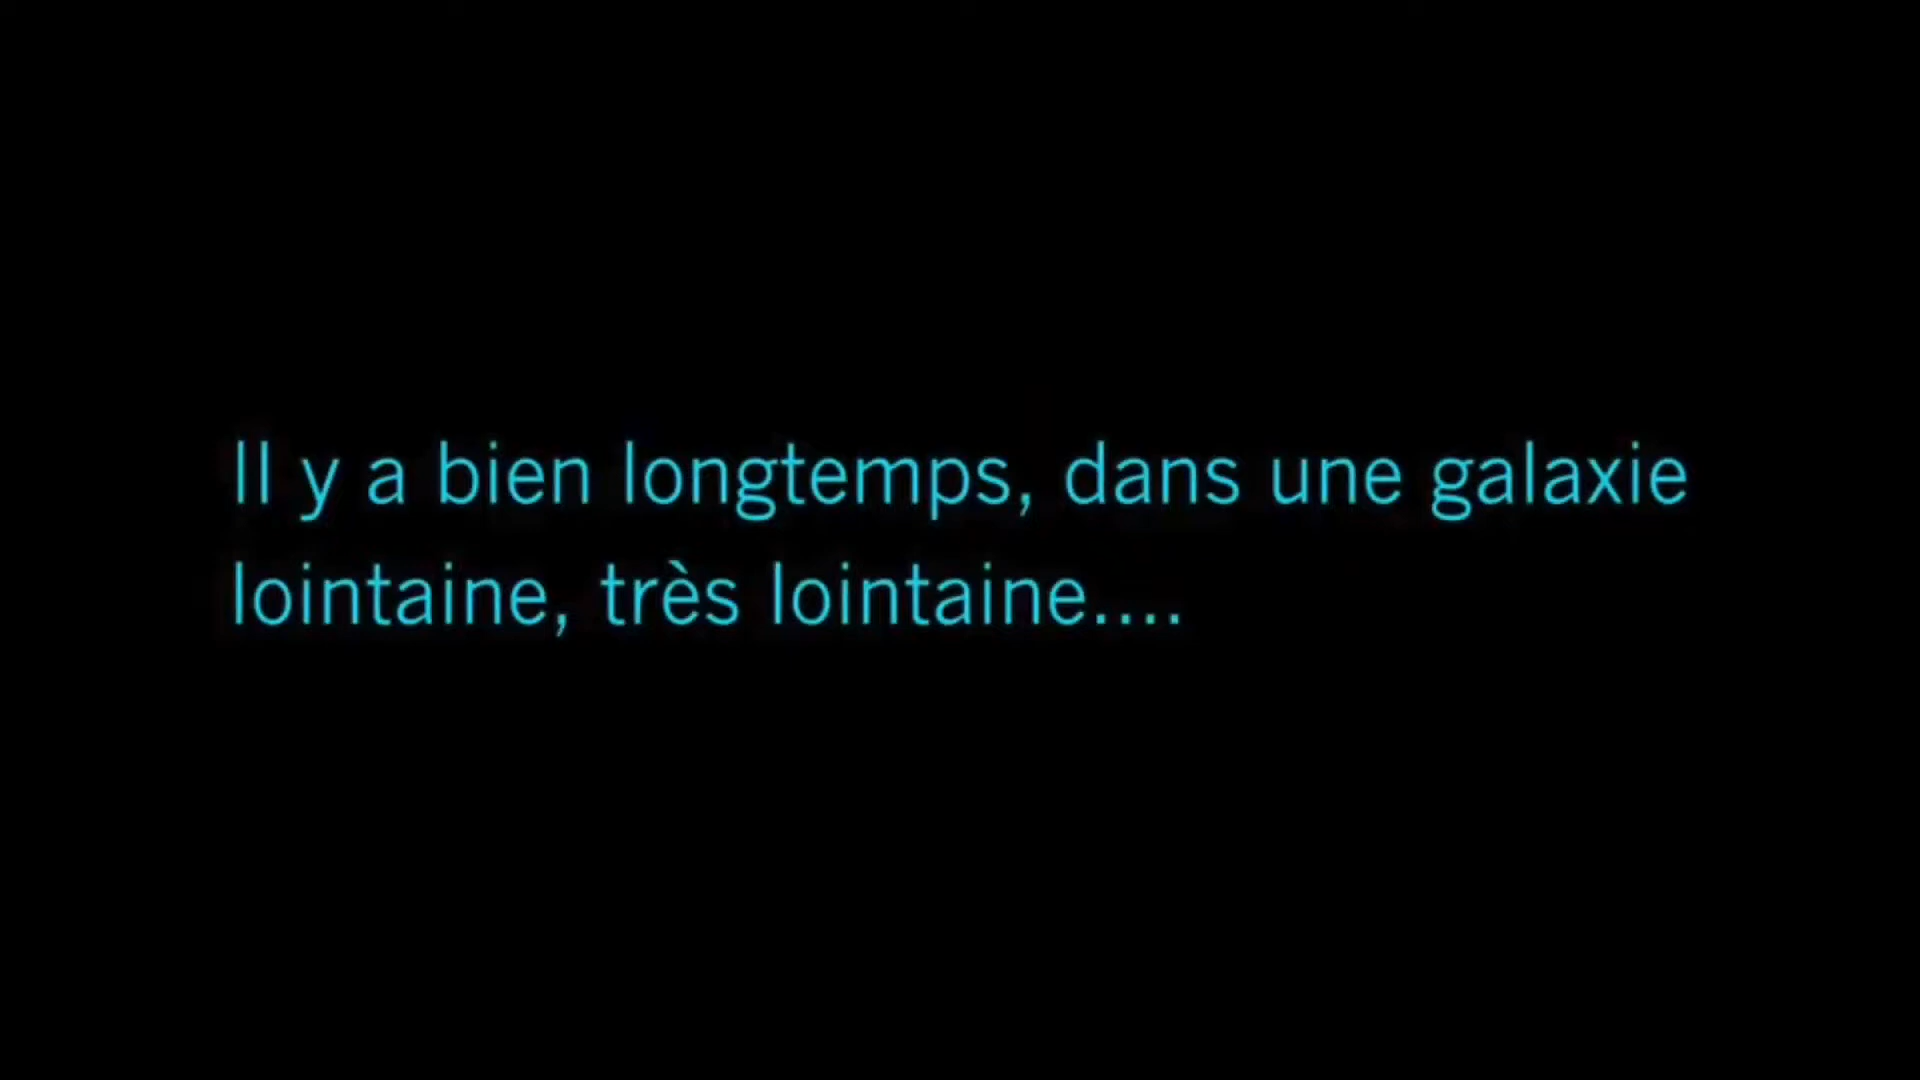 Il y a bien longtemps, dans une galaxie
lointaine, très lointaine....